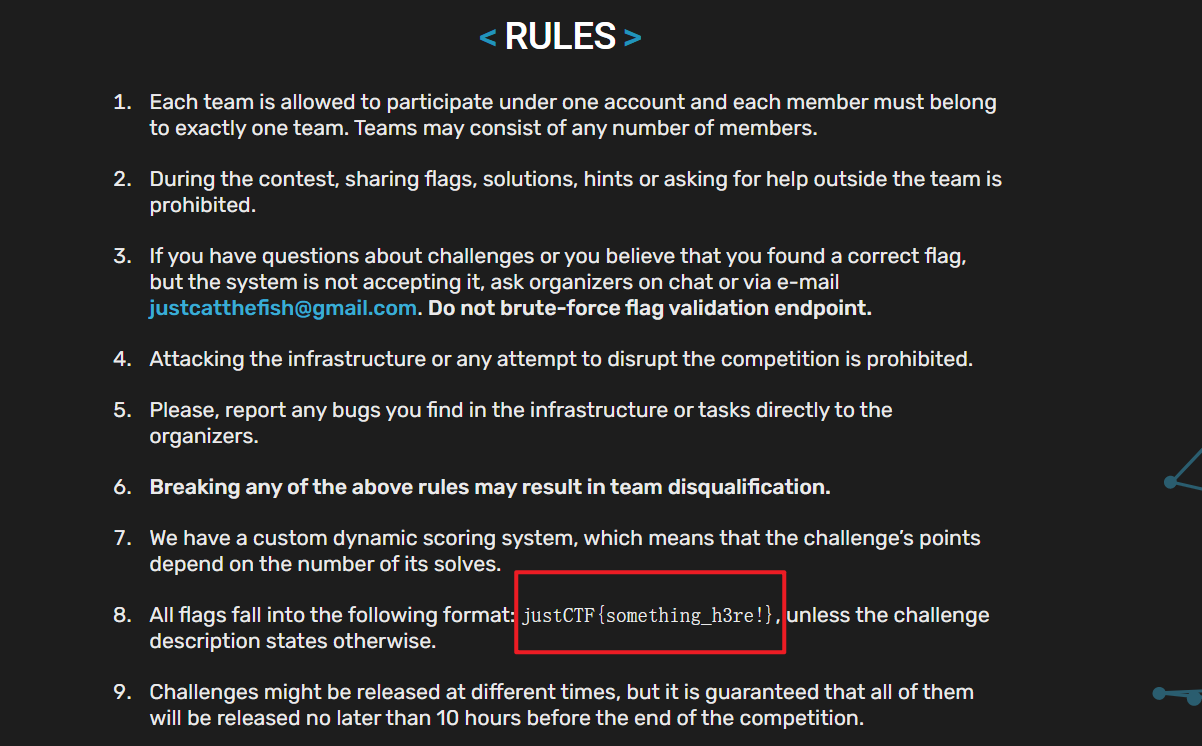 < RULES >
1. Each team is allowed to participate under one account and each member must belong
to exactly one team. Teams may consist of any number of members.
2. During the contest, sharing flags, solutions, hints or asking for help outside the team is
prohibited.
3. If you have questions about challenges or you believe that you found a correct flag,
but the system is not accepting it, ask organizers on chat or via e-mail
justcatthefish@gmail.com. Do not brute-force flag validation endpoint.
4. Attacking the infrastructure or any attempt to disrupt the competition is prohibited.
5. Please, report any bugs you find in the infrastructure or tasks directly to the
organizers.
6. Breaking any of the above rules may result in team disqualification.
7. We have a custom dynamic scoring system, which means that the challenge's points
depend on the number of its solves.
8. All flags fall into the following format: justCTF{something_h3re!}, unless the challenge
description states otherwise.
9. Challenges might be released at different times, but it is guaranteed that all of them
will be released no later than 10 hours before the end of the competition.